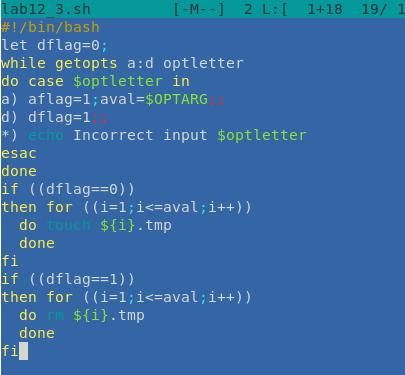 lab12_3.sh [-M--] 2 L:[ 1+18 19/ 1
#!/bin/bash
let dflag=0;
while getopts a:d optletter
do case $optletter in
a) aflag=1;aval=$OPTARG;;
d) dflag=1;;
*) echo Incorrect input $optletter
esac
done
if ((dflag==0))
then for ((i=1;i<=aval;i++))
  do touch ${i}.tmp
  done
fi
if ((dflag==1))
then for ((i=1;i<=aval;i++))
  do rm ${i}.tmp
  done
fi